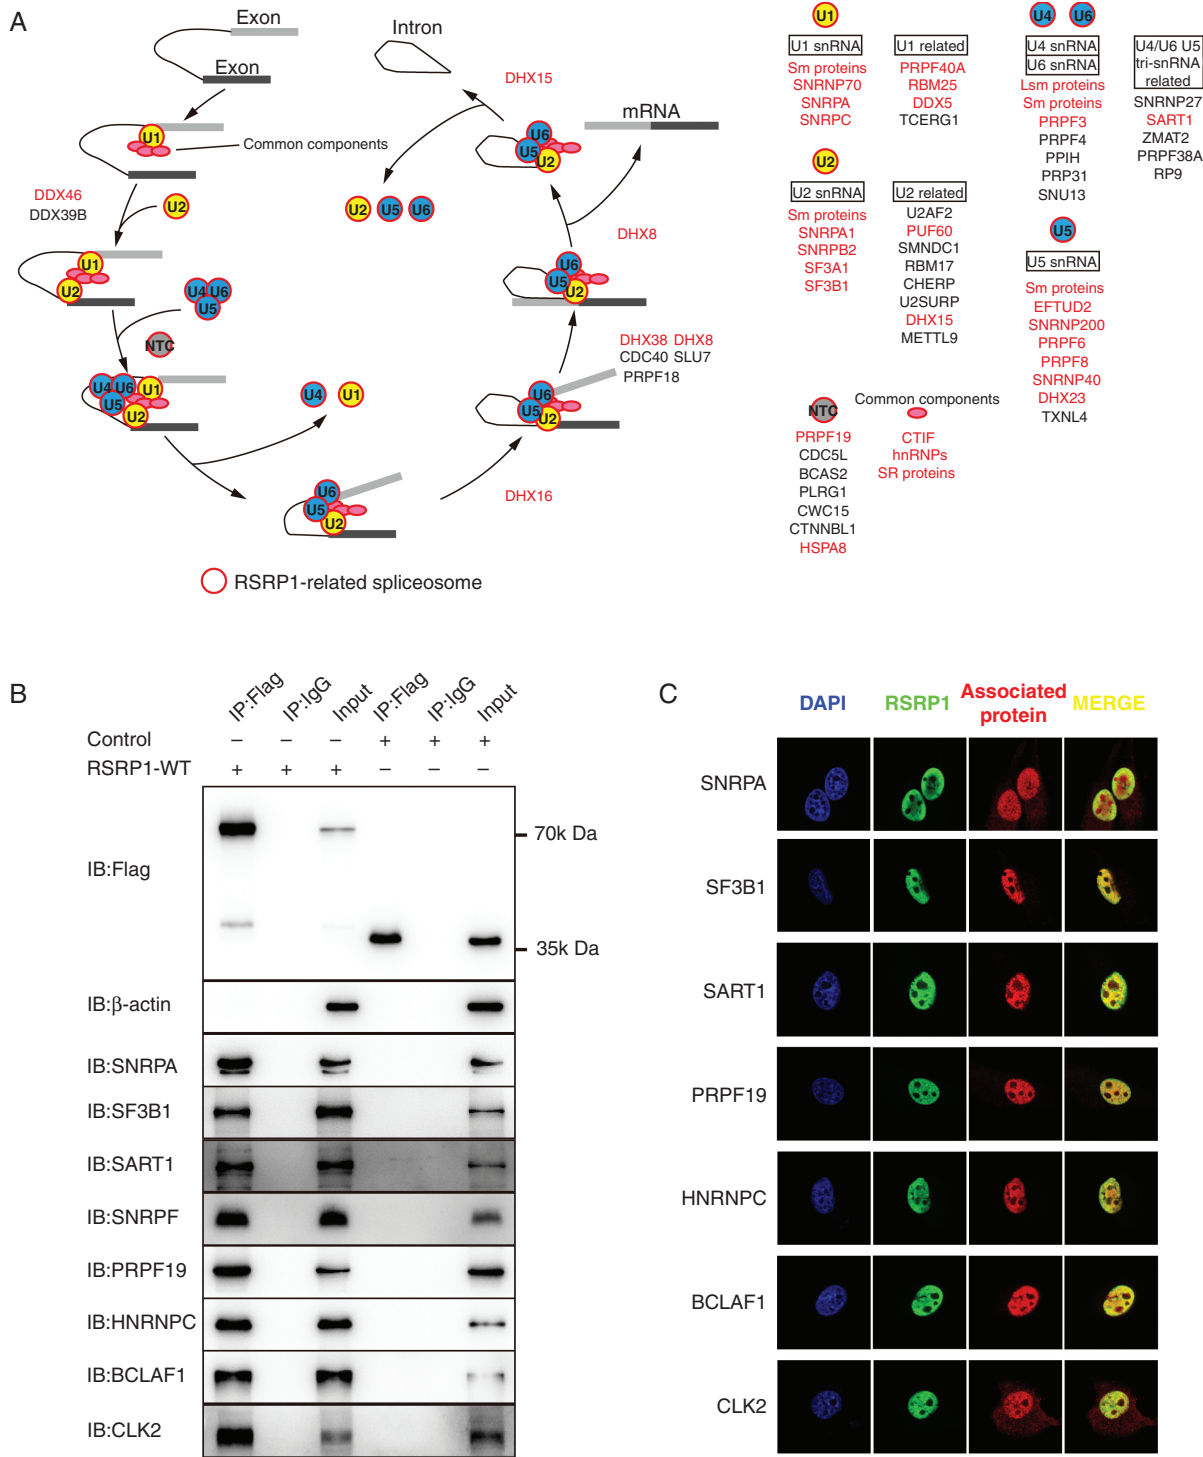 A
Exon
Exon
U1
Common components
DDX46
DDX39B
U2
U1
U2
U4 U6
U5
NTC
U4 U6 U1
U5
U2
U4 U1
U6
U5
U2
DHX16
U6
U5
U2
DHX38 DHX8
CDC40 SLU7
PRPF18
U6
U5
U2
DHX8
mRNA
U6
U5
U2
Intron
DHX15
U2 U5 U6
RSRP1-related spliceosome
U1
U1 snRNA
Sm proteins
SNRNP70
SNRPA
SNRPC
U1 related
PRPF40A
RBM25
DDX5
TCERG1
U2
U2 snRNA
Sm proteins
SNRPA1
SNRPB2
SF3A1
SF3B1
U2 related
U2AF2
PUF60
SMNDC1
RBM17
CHERP
U2SURP
DHX15
METTL9
U4 U6
U4 snRNA
U6 snRNA
Lsm proteins
Sm proteins
PRPF3
PRPF4
PPIH
PRP31
SNU13
U4/U6 U5
tri-snRNA
related
SNRNP27
SART1
ZMAT2
PRPF38A
RP9
U5
U5 snRNA
Sm proteins
EFTUD2
SNRNP200
PRPF6
PRPF8
SNRNP40
DHX23
TXNL4
NTC
PRPF19
CDC5L
BCAS2
PLRG1
CWC15
CTNNBL1
HSPA8
Common components
CTIF
hnRNPs
SR proteins
B
IP:Flag IP:IgG Input IP:Flag IP:IgG Input
Control – – – + + +
RSRP1-WT + + + – – –
IB:Flag
70k Da
35k Da
IB:β-actin
IB:SNRPA
IB:SF3B1
IB:SART1
IB:SNRPF
IB:PRPF19
IB:HNRNPC
IB:BCLAF1
IB:CLK2
C
DAPI RSRP1 Associated protein MERGE
SNRPA
SF3B1
SART1
PRPF19
HNRNPC
BCLAF1
CLK2